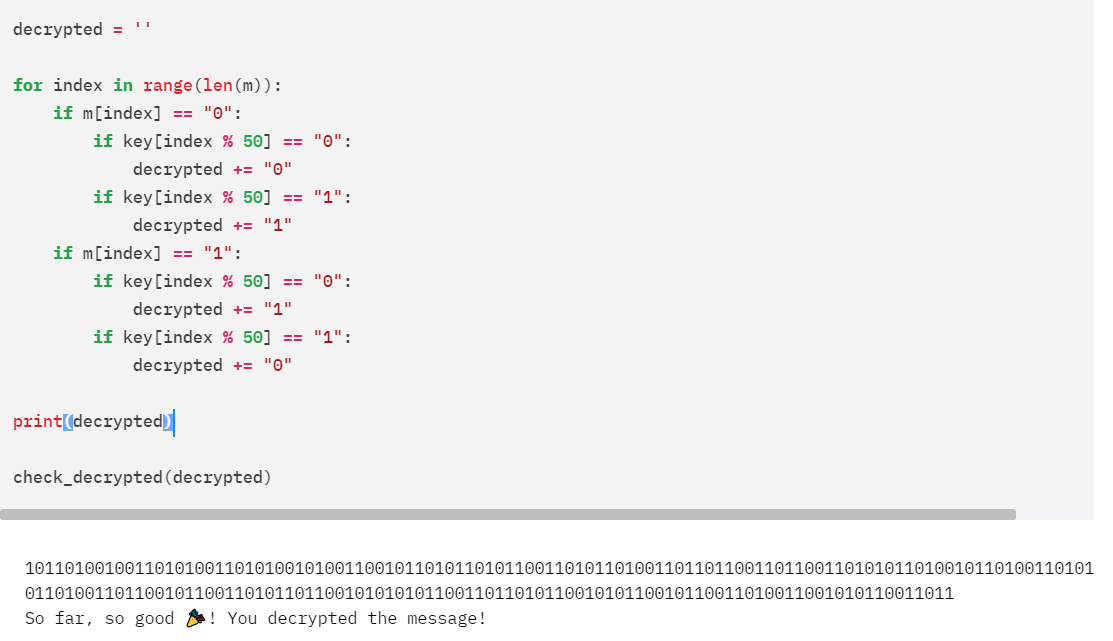 decrypted = ''
for index in range(len(m)):
    if m[index] == "0":
        if key[index % 50] == "0":
            decrypted += "0"
        if key[index % 50] == "1":
            decrypted += "1"
    if m[index] == "1":
        if key[index % 50] == "0":
            decrypted += "1"
        if key[index % 50] == "1":
            decrypted += "0"
print(decrypted)
check_decrypted(decrypted)
10110100100110101001101010010100110010110101101011001101011010011011011001101100110101011010010110100110101
0110100110110010110011010110110010101010110011011010110010101100101100110100110010101100110​11
So far, so good 🎉! You decrypted the message!